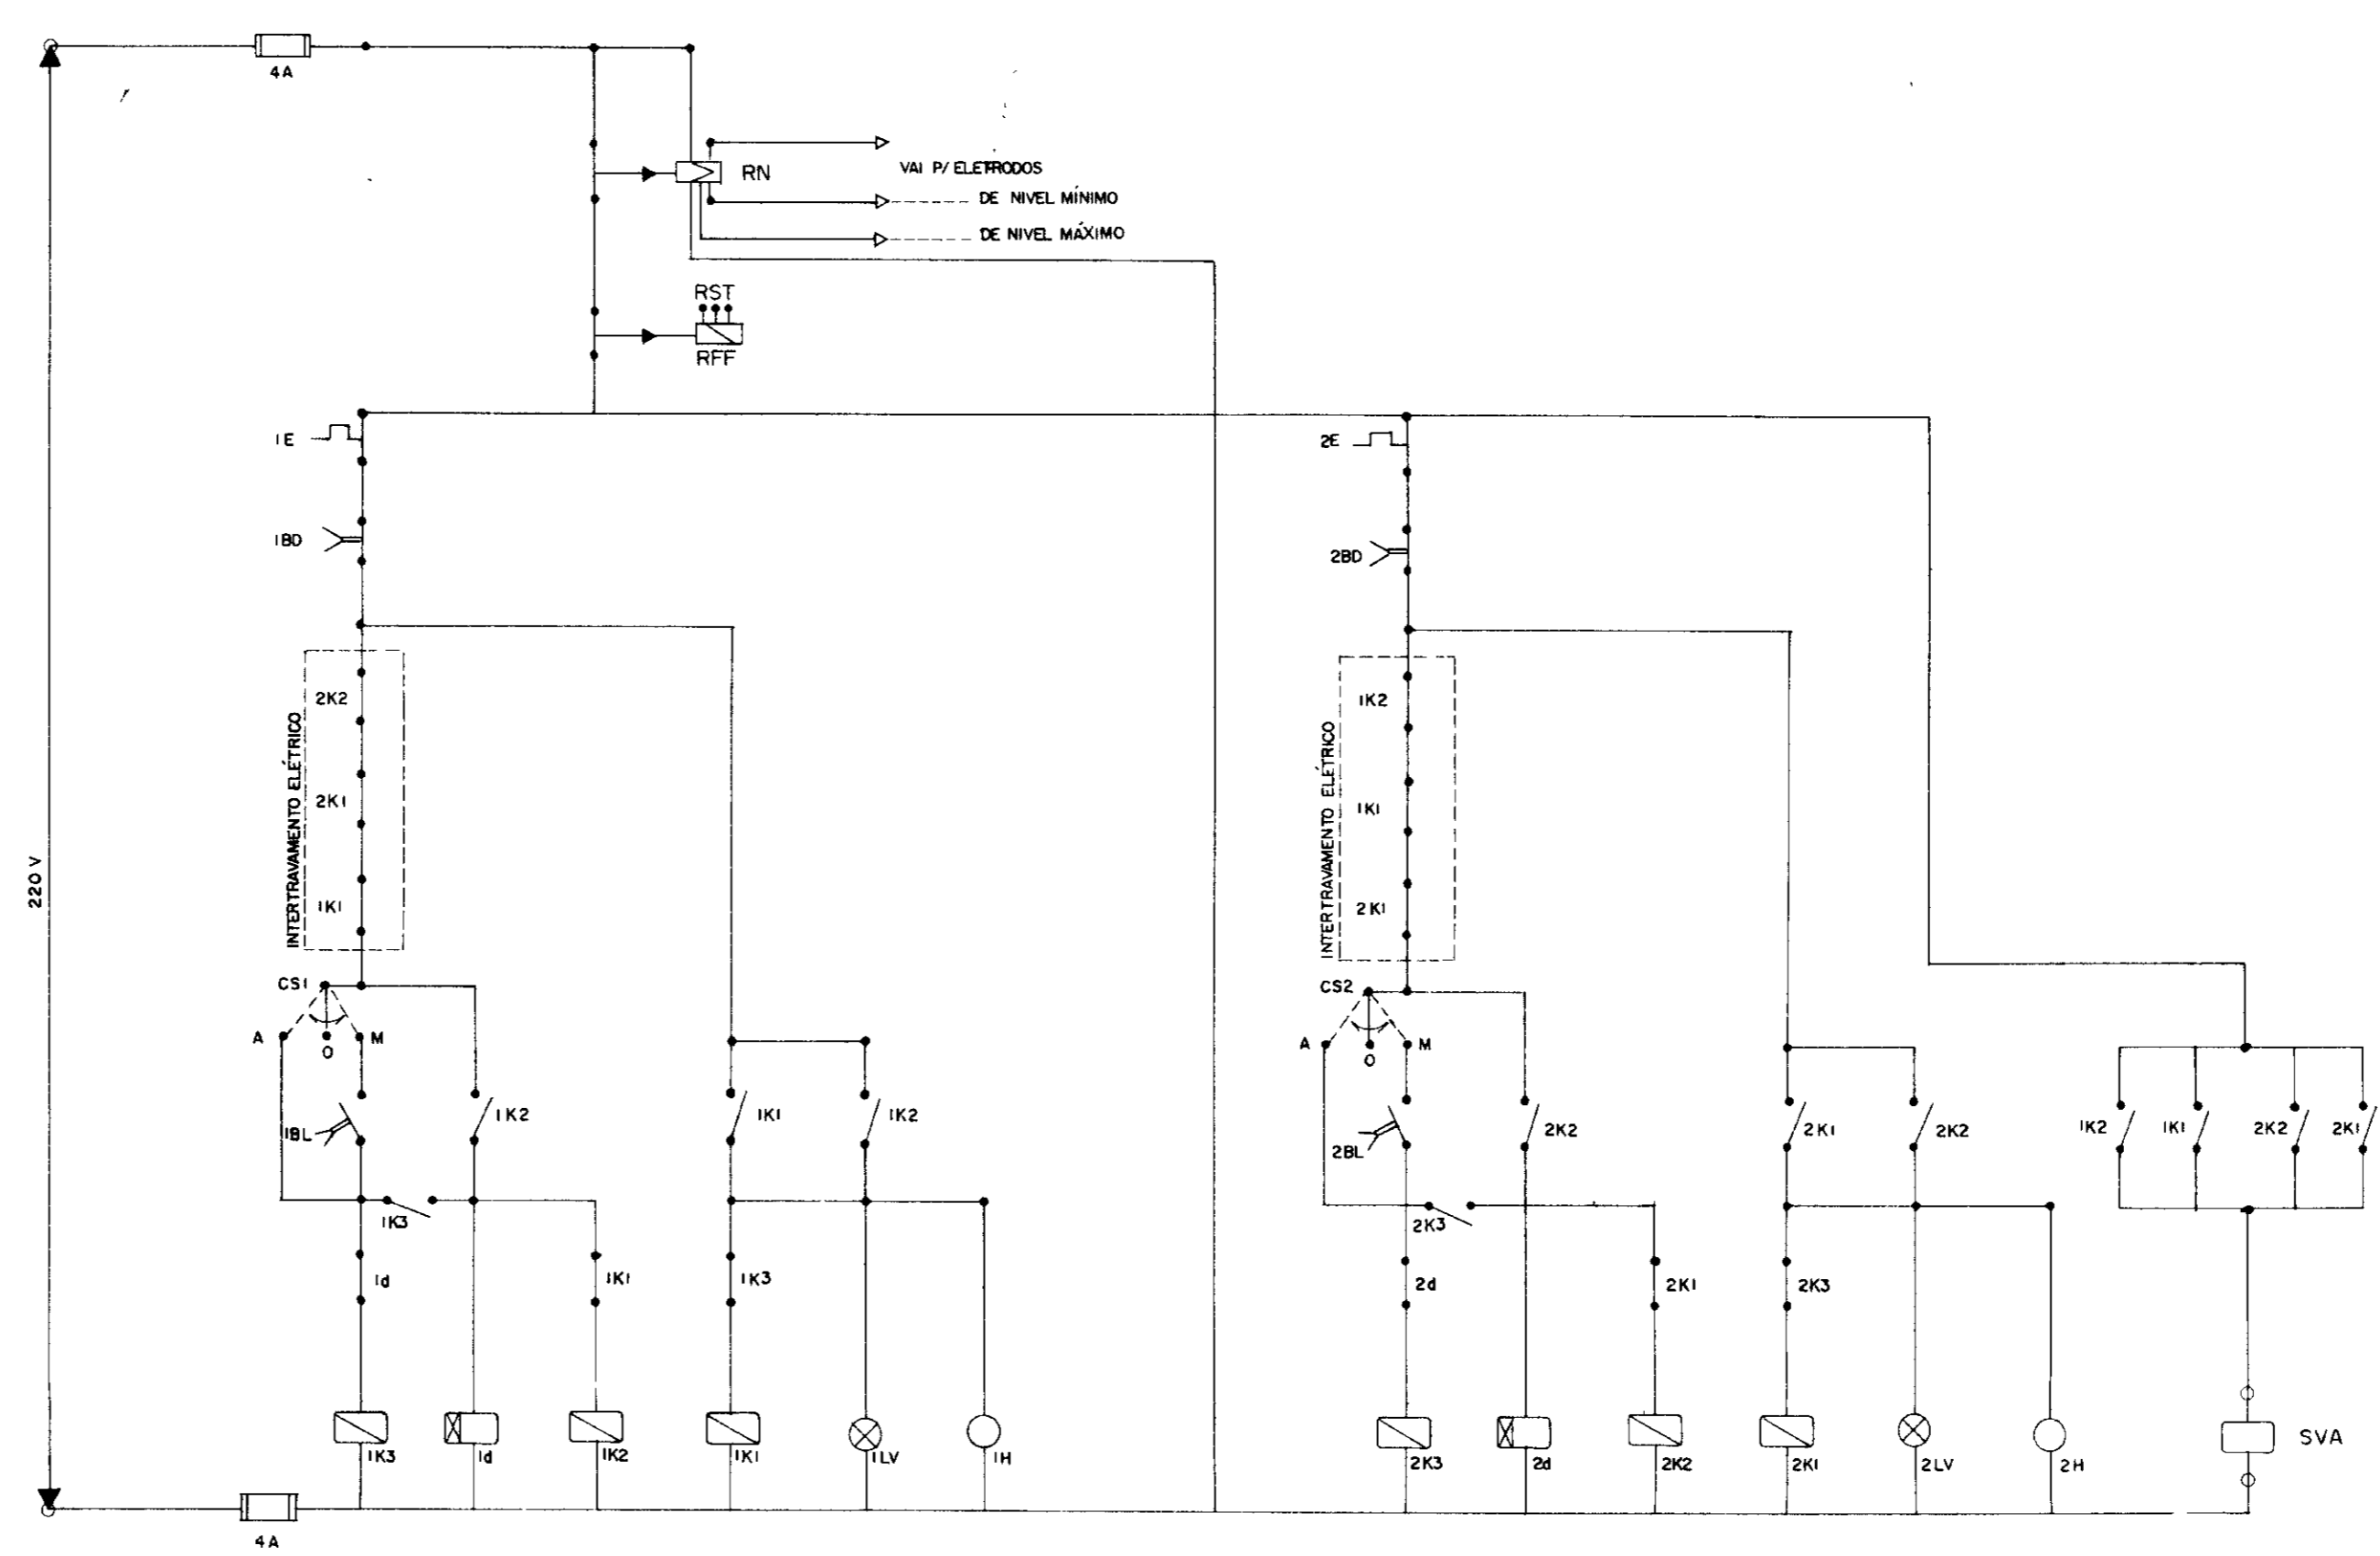 4A
RN
VAI P/ ELETRODOS
DE NIVEL MÍNIMO
DE NIVEL MÁXIMO
RST
RFF
1E
2E
1BD
2BD
220 V
INTERTRAVAMENTO ELÉTRICO
2K2
2K1
1K1
INTERTRAVAMENTO ELÉTRICO
1K2
1K1
2K1
CS1
A
O
M
CS2
A
O
M
1BL
1K2
1K1
1K2
2BL
2K2
2K1
2K2
1K2
1K1
2K2
2K1
1K3
2K3
1d
1K1
1K3
2d
2K1
2K3
1K3
1d
1K2
1K1
1LV
1H
2K3
2d
2K2
2K1
2LV
2H
SVA
4A